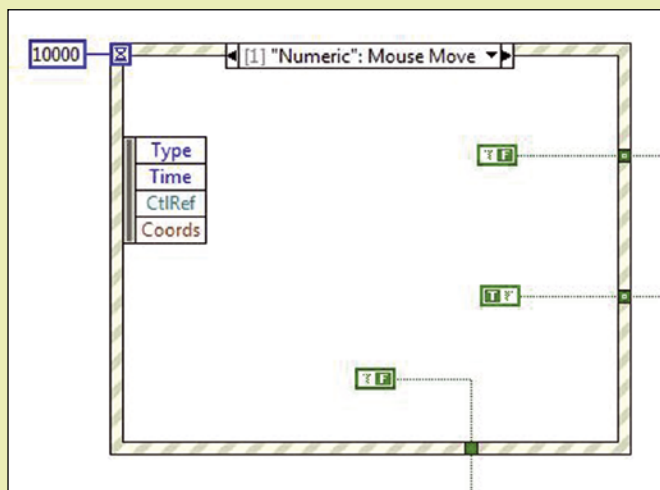 10000
[1] "Numeric": Mouse Move
Type
Time
CtlRef
Coords
T F
T F
T F